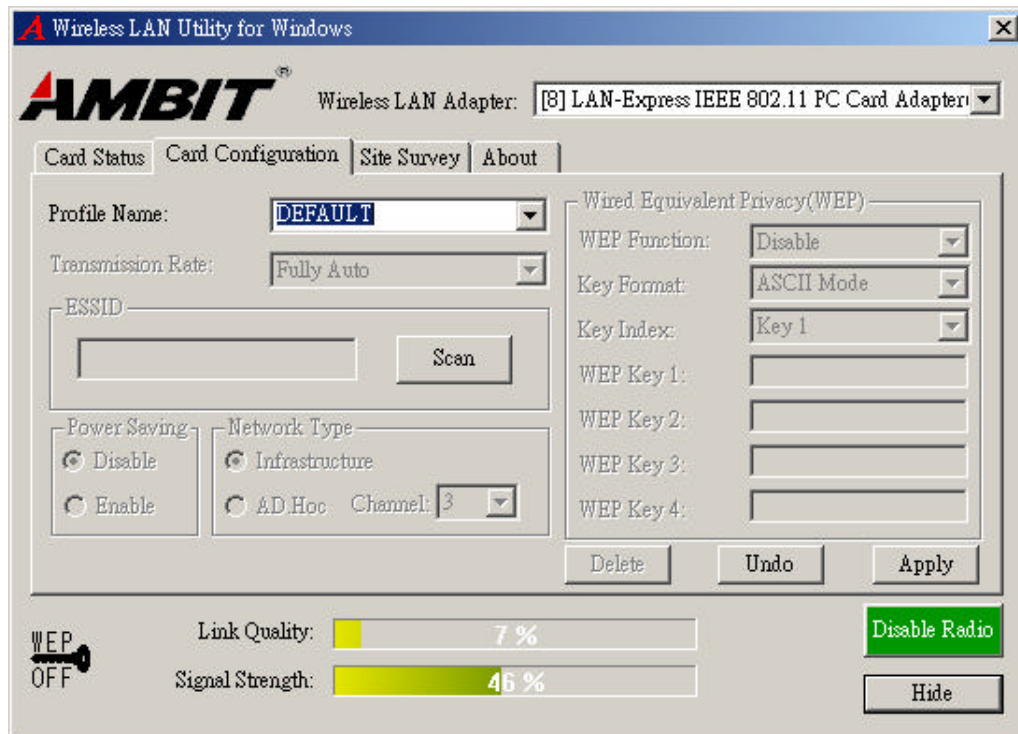 Wireless LAN Utility for Windows
AMBIT ®
Wireless LAN Adapter: [8] LAN-Express IEEE 802.11 PC Card Adapter
Card Status Card Configuration Site Survey About
Profile Name: DEFAULT
Transmission Rate: Fully Auto
ESSID
Scan
Power Saving
Disable
Enable
Network Type
Infrastructure
AD.Hoc Channel: 3
Wired Equivalent Privacy(WEP)
WEP Function: Disable
Key Format: ASCII Mode
Key Index: Key 1
WEP Key 1:
WEP Key 2:
WEP Key 3:
WEP Key 4:
Delete Undo Apply
WEP
OFF
Link Quality: 7 %
Signal Strength: 46 %
Disable Radio
Hide